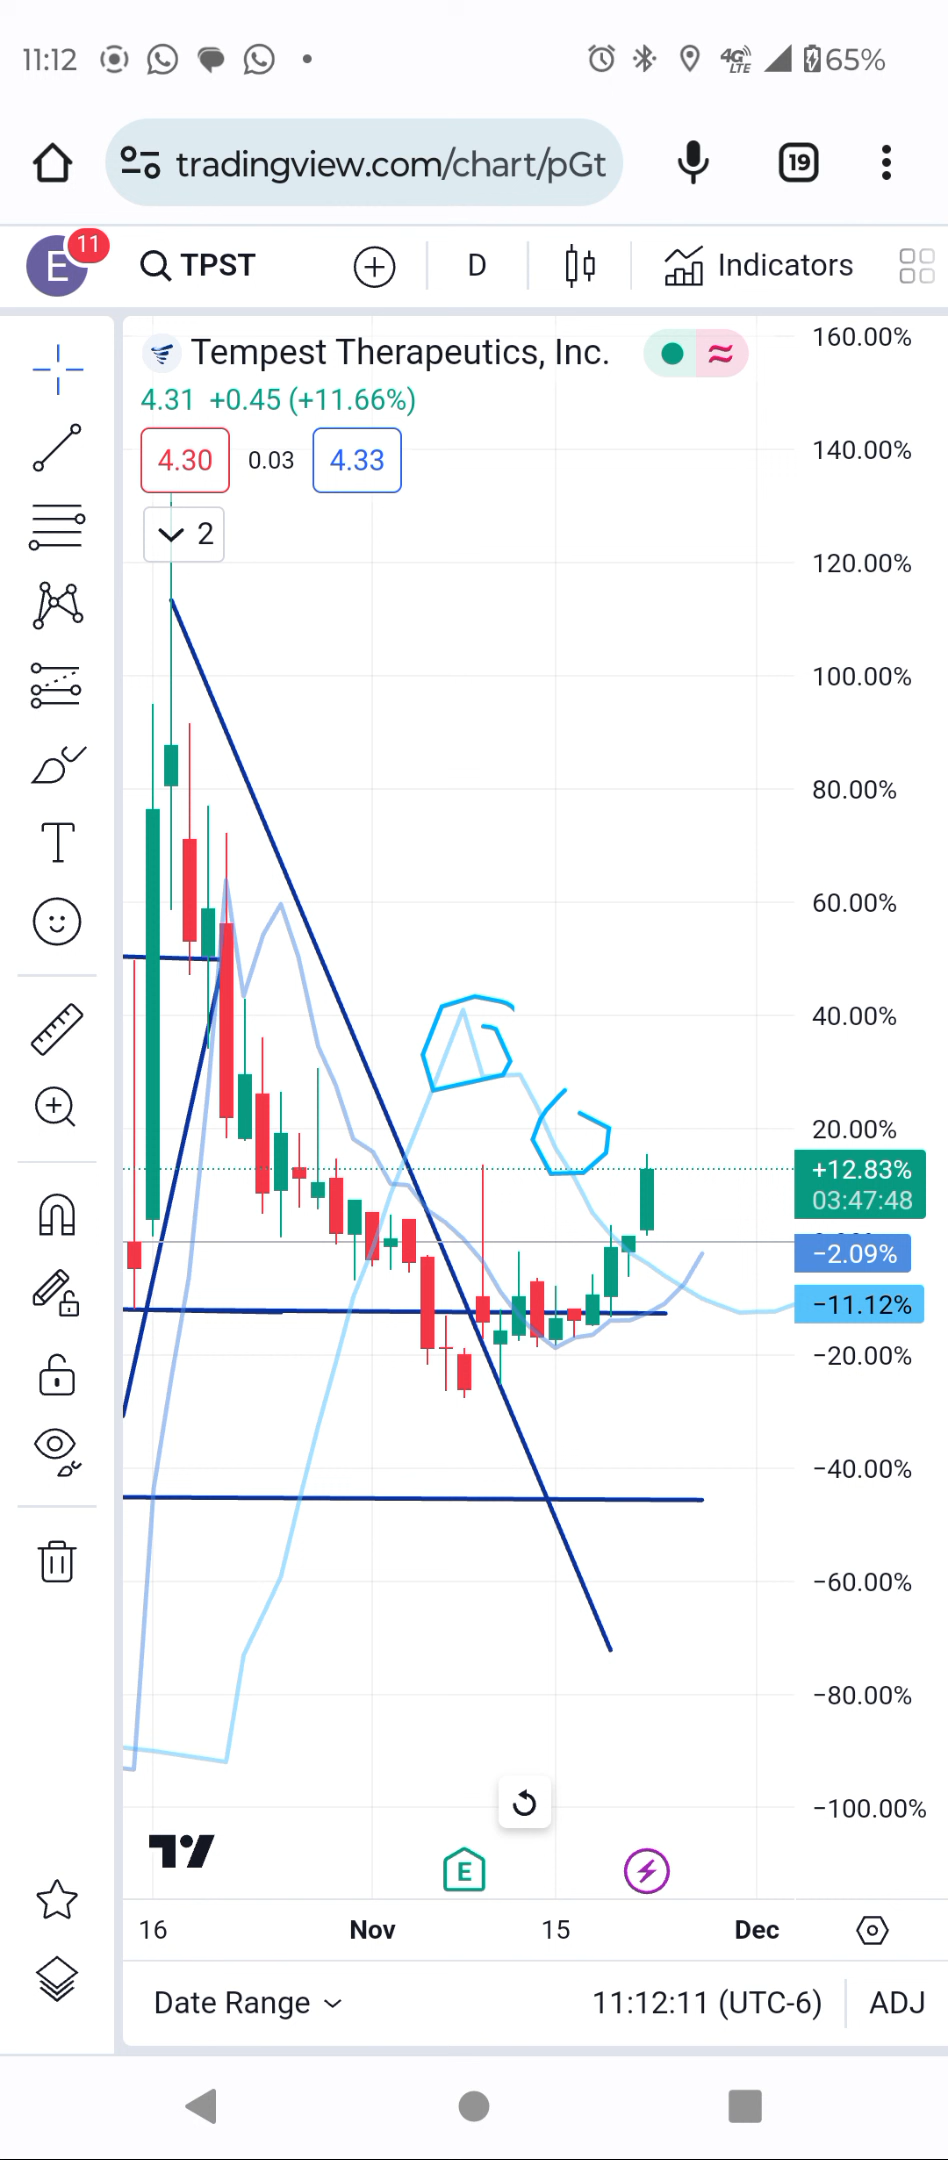 11:12 4G LTE 65%
tradingview.com/chart/pGt 19
E 11 TPST D Indicators
Tempest Therapeutics, Inc.
4.31 +0.45 (+11.66%)
4.30 0.03 4.33
2
160.00%
140.00%
120.00%
100.00%
80.00%
60.00%
40.00%
20.00%
+12.83%
03:47:48
−2.09%
−11.12%
−20.00%
−40.00%
−60.00%
−80.00%
−100.00%
E
16 Nov 15 Dec
Date Range 11:12:11 (UTC-6) ADJ